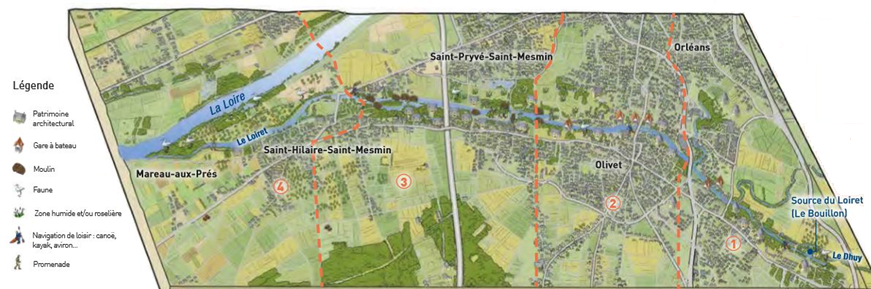 Légende
Patrimoine
architectural
Gare à bateau
Moulin
Faune
Zone humide et/ou roselière
Navigation de loisir : canoë,
kayak, aviron...
Promenade
La Loire
Le Loiret
Mareau-aux-Prés
Saint-Hilaire-Saint-Mesmin
4
3
Saint-Pryvé-Saint-Mesmin
Orléans
Olivet
2
1
Source du Loiret
(Le Bouillon)
Le Dhuy